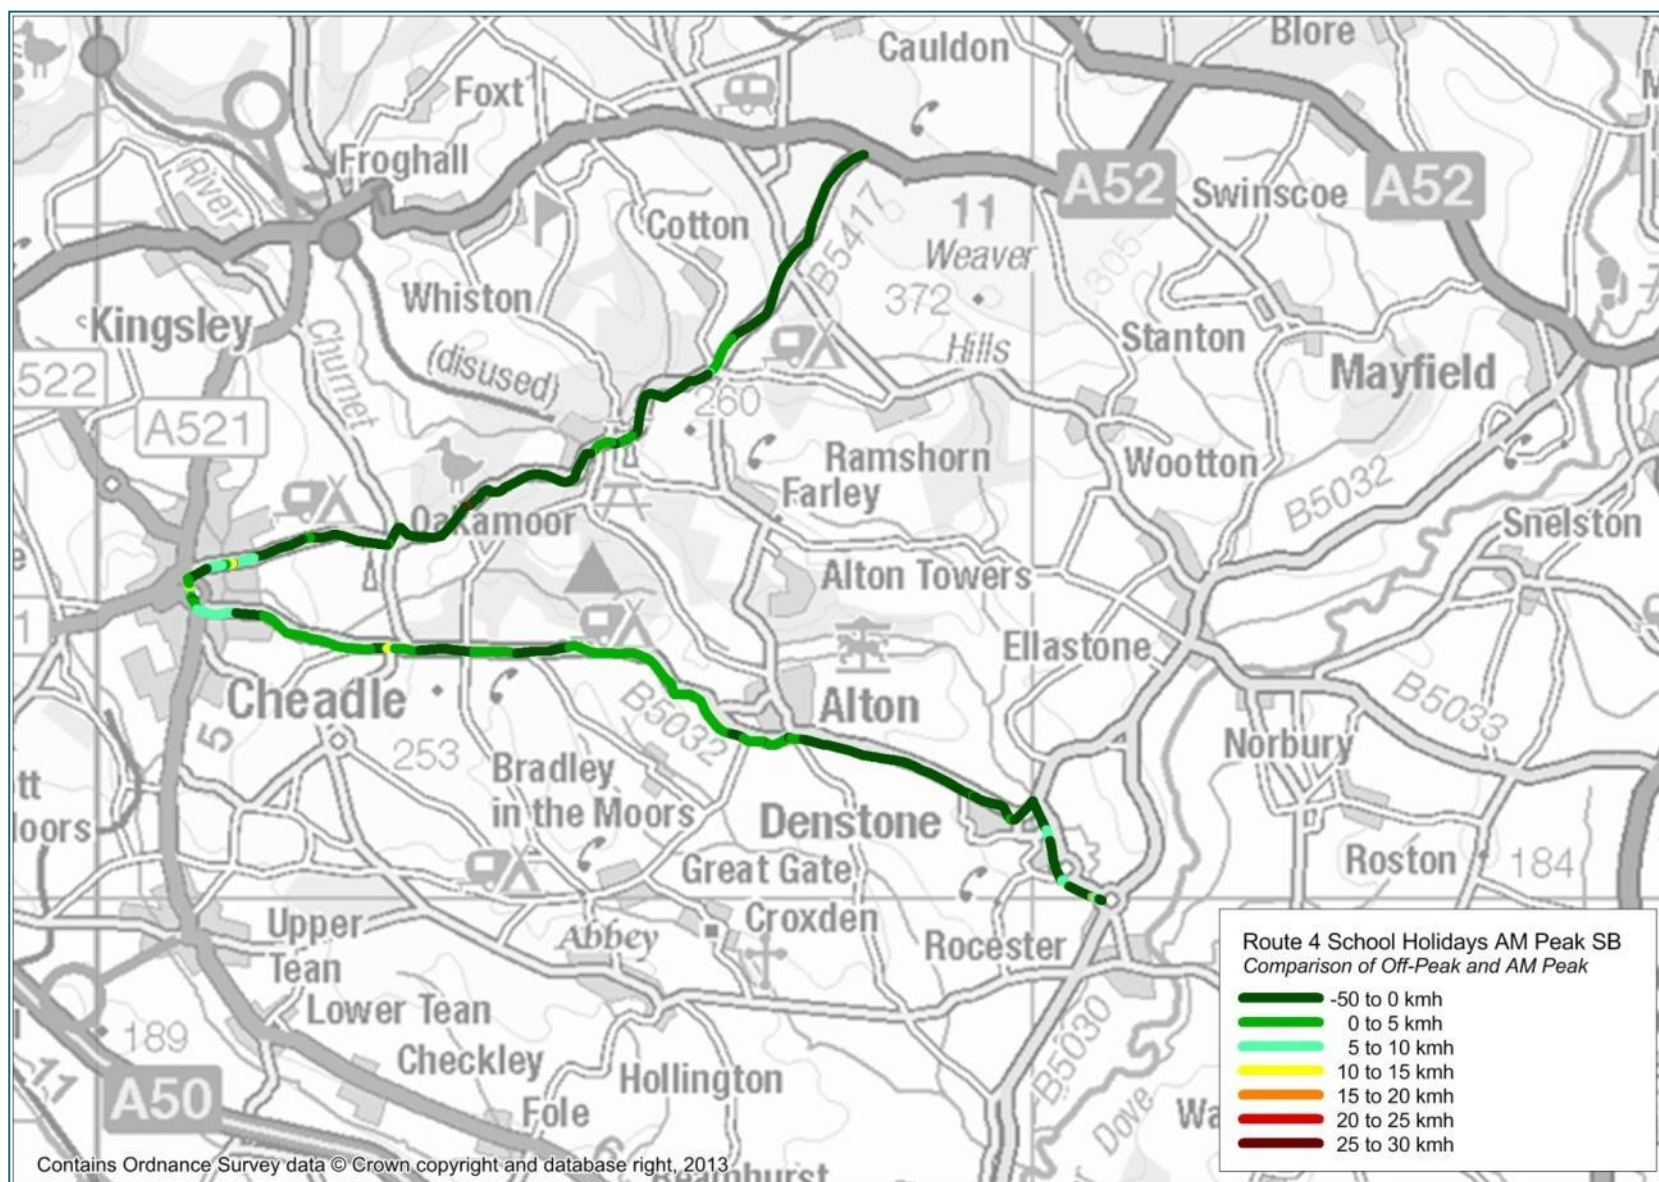 Cauldon
Blore
Foxt
Froghall
River
A52
A52
Swinscoe
Cotton
11
Weaver
B5417
305
Whiston
372
Kingsley
Churnet
Hills
Stanton
(disused)
Mayfield
A522
A521
260
Ramshorn
Wootton
Farley
B5032
Oakamoor
Snelston
Alton Towers
Ellastone
Cheadle
B5032
Alton
B5033
5
253
Norbury
Bradley
in the Moors
Denstone
Great Gate
Roston
184
Upper
Tean
Croxden
Abbey
Rocester
Lower Tean
189
Checkley
Hollington
B5030
A50
Fole
Dove
11
Route 4 School Holidays AM Peak SB
Comparison of Off-Peak and AM Peak
-50 to 0 kmh
0 to 5 kmh
5 to 10 kmh
10 to 15 kmh
15 to 20 kmh
20 to 25 kmh
25 to 30 kmh
Contains Ordnance Survey data © Crown copyright and database right, 2013